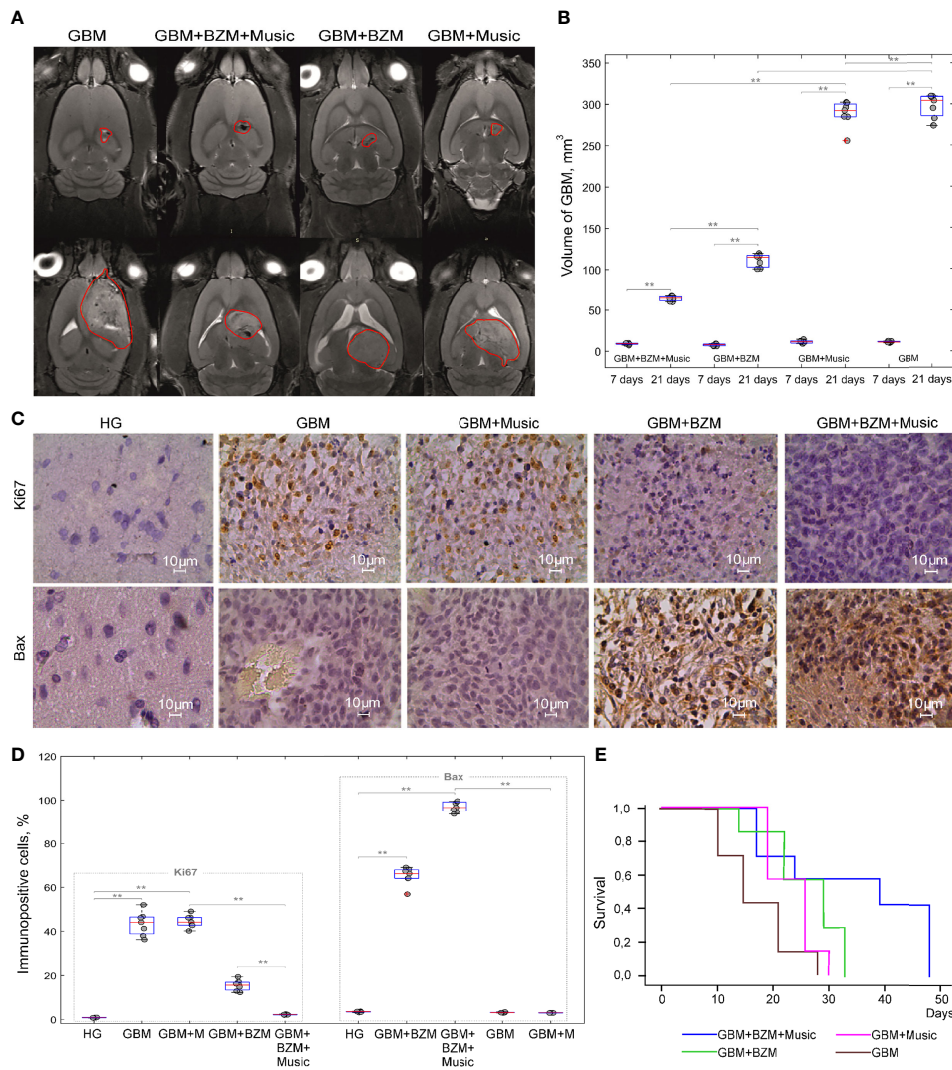 A
GBM
GBM+BZM+Music
GBM+BZM
GBM+Music
B
Volume of GBM, mm³
350
300
250
200
150
100
50
0
**
**
**
**
**
**
**
**
GBM+BZM+Music
GBM+BZM
GBM+Music
GBM
7 days
21 days
7 days
21 days
7 days
21 days
7 days
21 days
C
HG
GBM
GBM+Music
GBM+BZM
GBM+BZM+Music
Ki67
10µm
10µm
10µm
10µm
10µm
Bax
10µm
10µm
10µm
10µm
10µm
D
Immunopositive cells, %
120
100
80
60
40
20
0
Ki67
**
**
**
**
Bax
**
**
**
HG
GBM
GBM+M
GBM+BZM
GBM+
BZM+
Music
HG
GBM+BZM
GBM+
BZM+
Music
GBM
GBM+M
E
Survival
1,0
0,8
0,6
0,4
0,2
0,0
0
10
20
30
40
50
Days
GBM+BZM+Music
GBM+Music
GBM+BZM
GBM